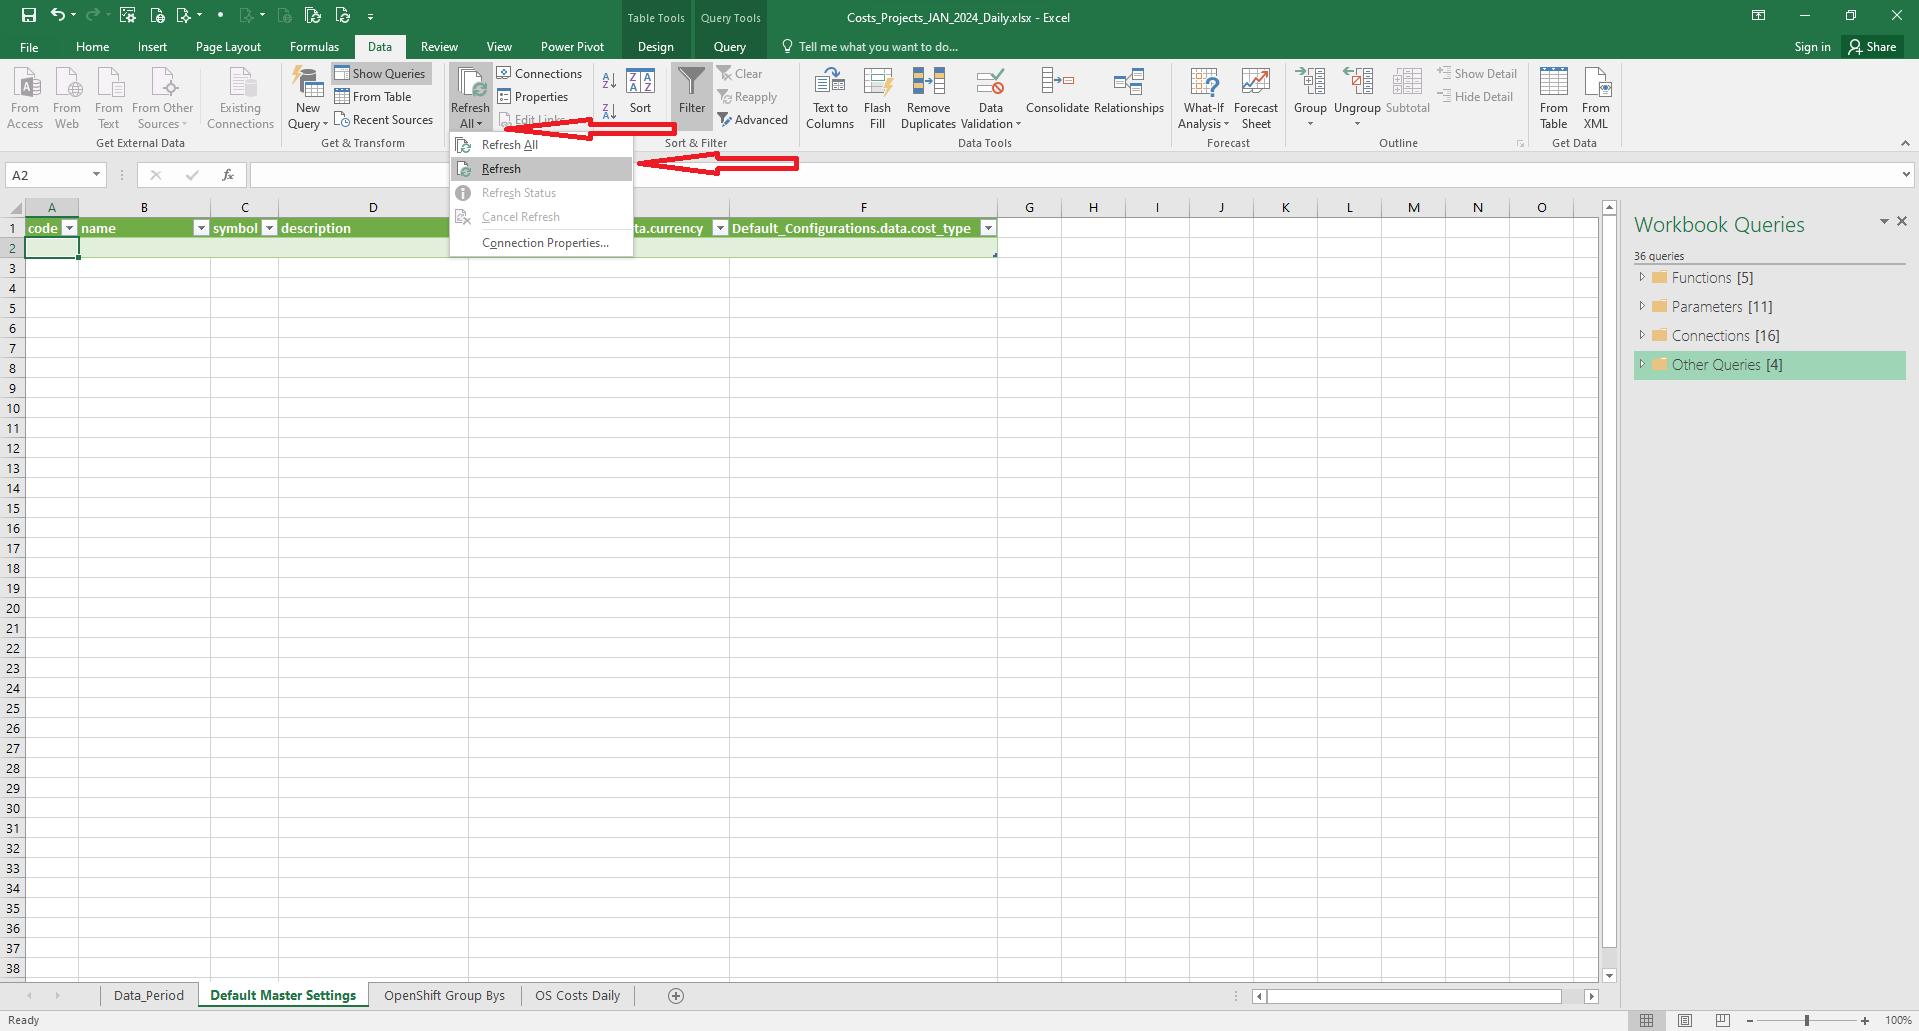 Table Tools
Query Tools
Costs_Projects_JAN_2024_Daily.xlsx - Excel
File
Home
Insert
Page Layout
Formulas
Data
Review
View
Power Pivot
Design
Query
Tell me what you want to do...
Sign in
Share
From Access
From Web
From Text
From Other Sources
Existing Connections
Get External Data
New Query
Show Queries
From Table
Recent Sources
Get & Transform
Refresh All
Connections
Properties
Edit Links
Sort
Filter
Clear
Reapply
Advanced
Sort & Filter
Text to Columns
Flash Fill
Remove Duplicates
Data Validation
Consolidate
Relationships
Data Tools
What-If Analysis
Forecast Sheet
Forecast
Group
Ungroup
Subtotal
Show Detail
Hide Detail
Outline
From Table
From XML
Get Data
Refresh All
Refresh
Refresh Status
Cancel Refresh
Connection Properties...
A2
fx
A B C D F G H I J K L M N O
1 code name symbol description ta.currency Default_Configurations.data.cost_type
2
3
4
5
6
7
8
9
10
11
12
13
14
15
16
17
18
19
20
21
22
23
24
25
26
27
28
29
30
31
32
33
34
35
36
37
38
Workbook Queries
36 queries
Functions [5]
Parameters [11]
Connections [16]
Other Queries [4]
Data_Period
Default Master Settings
OpenShift Group Bys
OS Costs Daily
Ready
100%